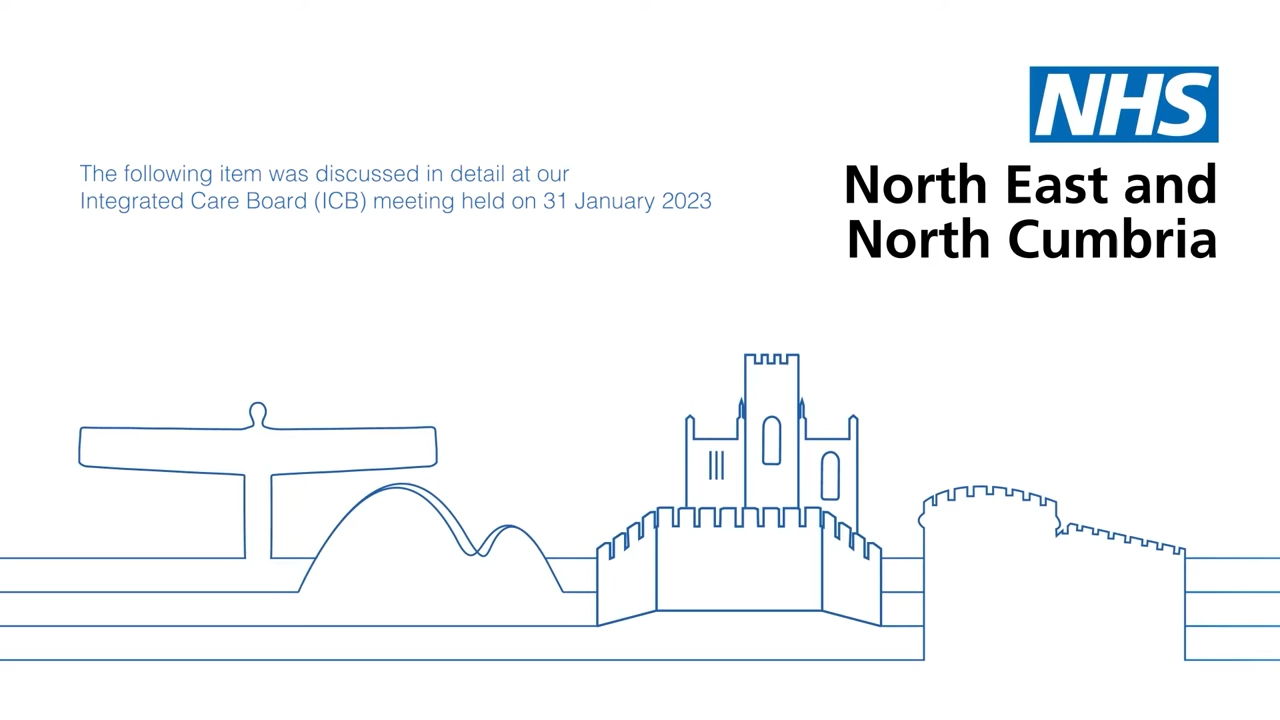 NHS
The following item was discussed in detail at our
Integrated Care Board (ICB) meeting held on 31 January 2023
North East and
North Cumbria